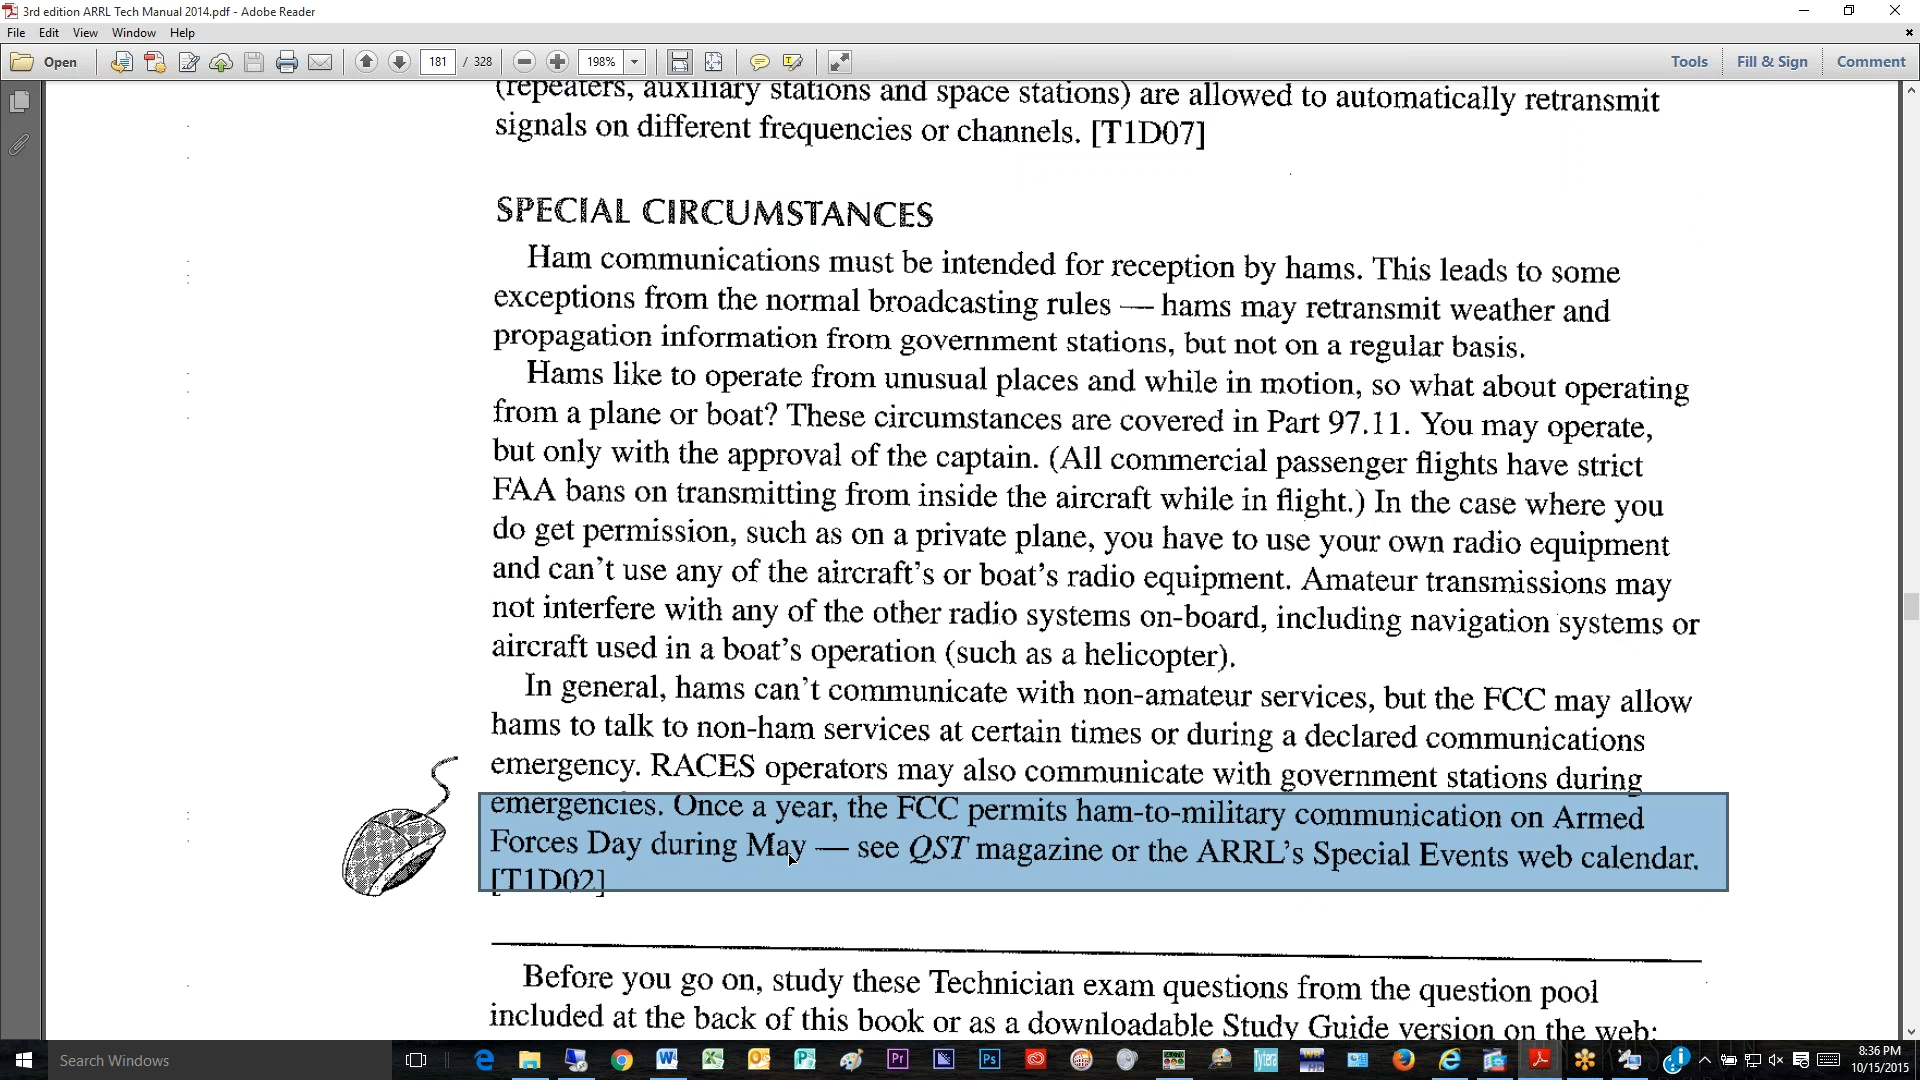 3rd edition ARRL Tech Manual 2014.pdf - Adobe Reader
File Edit View Window Help
Open 181 / 328 198% Tools Fill & Sign Comment
(repeaters, auxiliary stations and space stations) are allowed to automatically retransmit
signals on different frequencies or channels. [T1D07]
SPECIAL CIRCUMSTANCES
Ham communications must be intended for reception by hams. This leads to some
exceptions from the normal broadcasting rules — hams may retransmit weather and
propagation information from government stations, but not on a regular basis.
Hams like to operate from unusual places and while in motion, so what about operating
from a plane or boat? These circumstances are covered in Part 97.11. You may operate,
but only with the approval of the captain. (All commercial passenger flights have strict
FAA bans on transmitting from inside the aircraft while in flight.) In the case where you
do get permission, such as on a private plane, you have to use your own radio equipment
and can't use any of the aircraft's or boat's radio equipment. Amateur transmissions may
not interfere with any of the other radio systems on-board, including navigation systems or
aircraft used in a boat's operation (such as a helicopter).
In general, hams can't communicate with non-amateur services, but the FCC may allow
hams to talk to non-ham services at certain times or during a declared communications
emergency. RACES operators may also communicate with government stations during
emergencies. Once a year, the FCC permits ham-to-military communication on Armed
Forces Day during May — see QST magazine or the ARRL's Special Events web calendar.
[T1D02]
Before you go on, study these Technician exam questions from the question pool
included at the back of this book or as a downloadable Study Guide version on the web:
Search Windows
Pr
Ps
Tytera
8:36 PM
10/15/2015